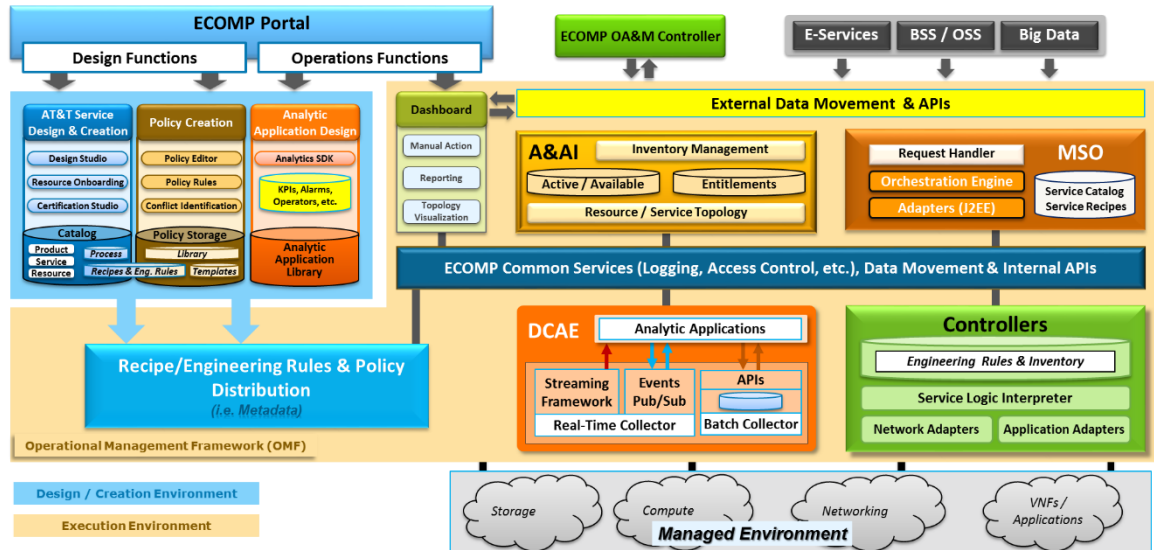 ECOMP Portal
Design Functions
Operations Functions
ECOMP OA&M Controller
E-Services
BSS / OSS
Big Data
AT&T Service
Design & Creation
Design Studio
Resource Onboarding
Certification Studio
Catalog
Product
Service
Resource
Process
Recipes & Eng. Rules
Policy Creation
Policy Editor
Policy Rules
Conflict Identification
Policy Storage
Library
Templates
Analytic
Application Design
Analytics SDK
KPIs, Alarms,
Operators, etc.
Analytic
Application
Library
Dashboard
Manual Action
Reporting
Topology
Visualization
External Data Movement & APIs
A&AI
Inventory Management
Active / Available
Entitlements
Resource / Service Topology
Request Handler
MSO
Orchestration Engine
Adapters (J2EE)
Service Catalog
Service Recipes
ECOMP Common Services (Logging, Access Control, etc.), Data Movement & Internal APIs
Recipe/Engineering Rules & Policy
Distribution
(i.e. Metadata)
DCAE
Analytic Applications
Streaming
Framework
Events
Pub/Sub
APIs
Real-Time Collector
Batch Collector
Controllers
Engineering Rules & Inventory
Service Logic Interpreter
Network Adapters
Application Adapters
Operational Management Framework (OMF)
Design / Creation Environment
Execution Environment
Storage
Compute
Networking
VNFs /
Applications
Managed Environment